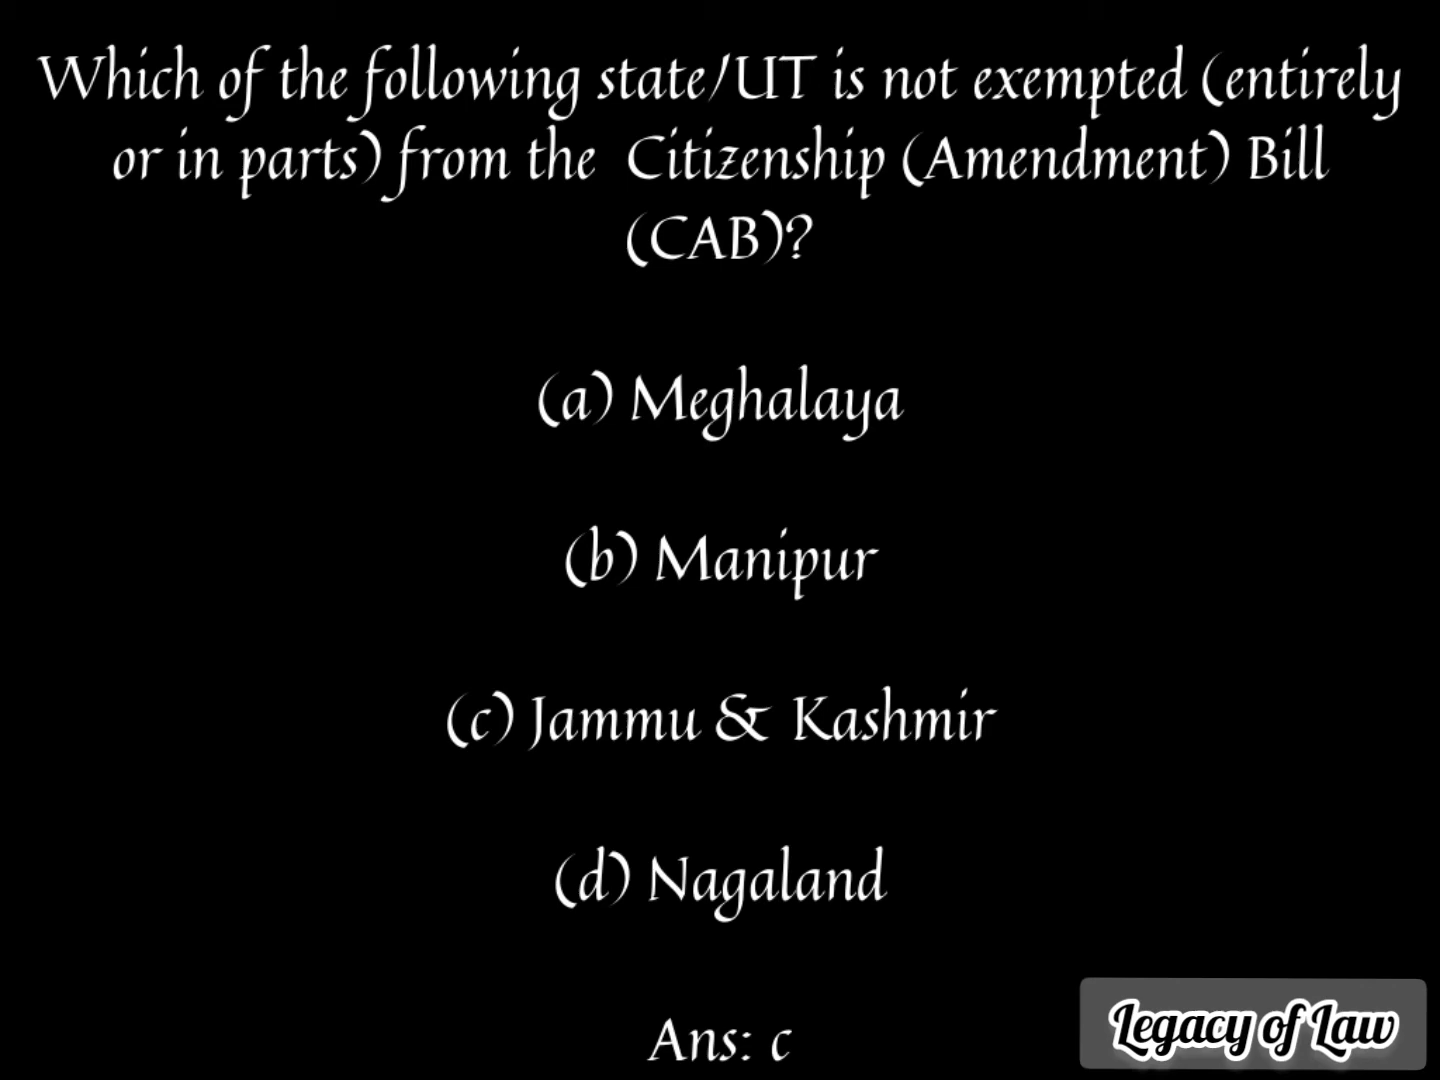 Which of the following state/UT is not exempted (entirely
or in parts) from the Citizenship (Amendment) Bill
(CAB)?
(a) Meghalaya
(b) Manipur
(c) Jammu & Kashmir
(d) Nagaland
Ans: c
Legacy of Law